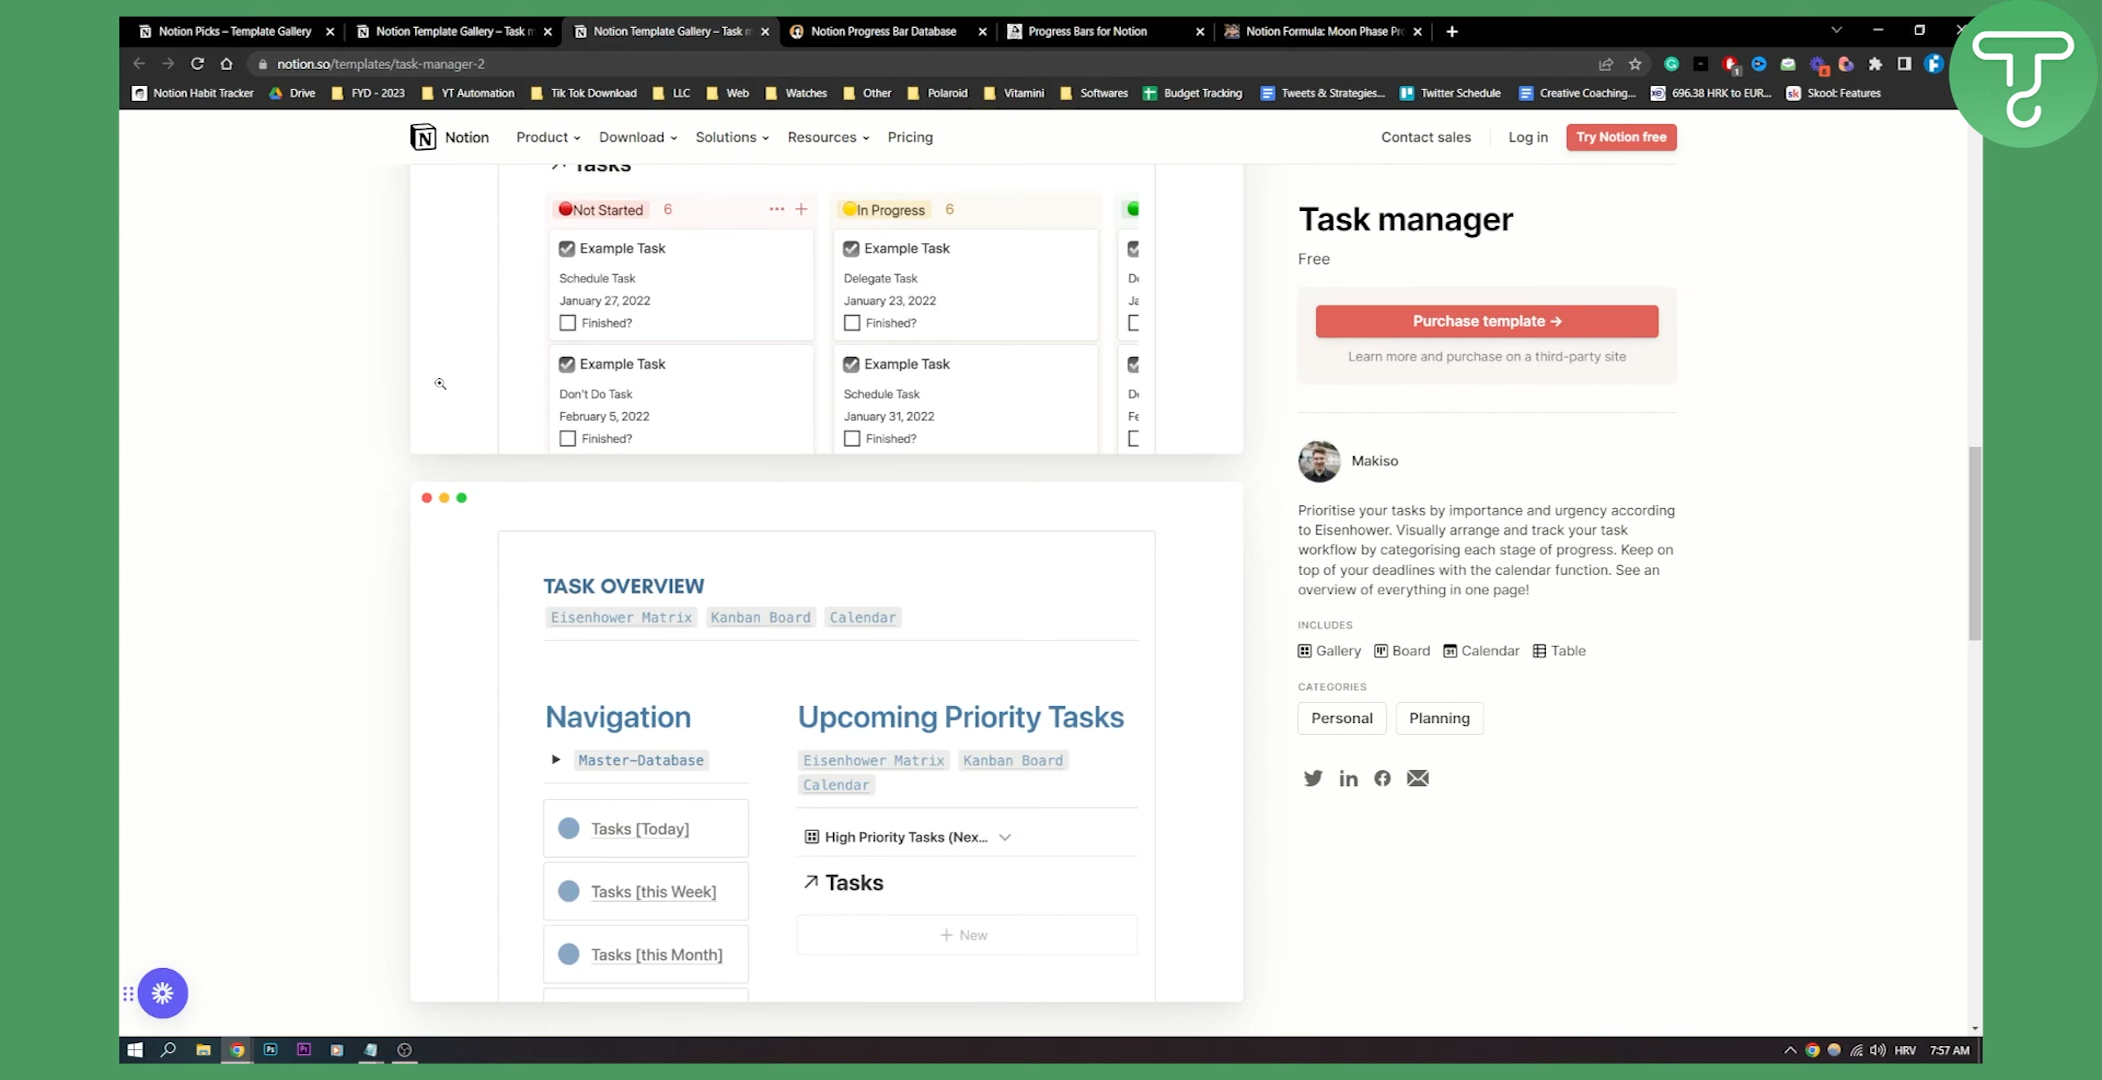 Notion Picks – Template Gallery
Notion Template Gallery – Task m
Notion Template Gallery – Task m
Notion Progress Bar Database
Progress Bars for Notion
Notion Formula: Moon Phase Pro
notion.so/templates/task-manager-2
Notion Habit Tracker
Drive
FYD - 2023
YT Automation
Tik Tok Download
LLC
Web
Watches
Other
Polaroid
Vitamini
Softwares
Budget Tracking
Tweets & Strategies...
Twitter Schedule
Creative Coaching...
696.38 HRK to EUR...
Skool: Features
Notion
Product
Download
Solutions
Resources
Pricing
Contact sales
Log in
Try Notion free
Tasks
Not Started 6
In Progress 6
Example Task
Schedule Task
January 27, 2022
Finished?
Example Task
Delegate Task
January 23, 2022
Finished?
Example Task
Don't Do Task
February 5, 2022
Finished?
Example Task
Schedule Task
January 31, 2022
Finished?
TASK OVERVIEW
Eisenhower Matrix Kanban Board Calendar
Navigation
Master-Database
Tasks [Today]
Tasks [this Week]
Tasks [this Month]
Upcoming Priority Tasks
Eisenhower Matrix Kanban Board
Calendar
High Priority Tasks (Nex...
Tasks
+ New
Task manager
Free
Purchase template →
Learn more and purchase on a third-party site
Makiso
Prioritise your tasks by importance and urgency according
to Eisenhower. Visually arrange and track your task
workflow by categorising each stage of progress. Keep on
top of your deadlines with the calendar function. See an
overview of everything in one page!
INCLUDES
Gallery Board Calendar Table
CATEGORIES
Personal Planning
HRV 7:57 AM